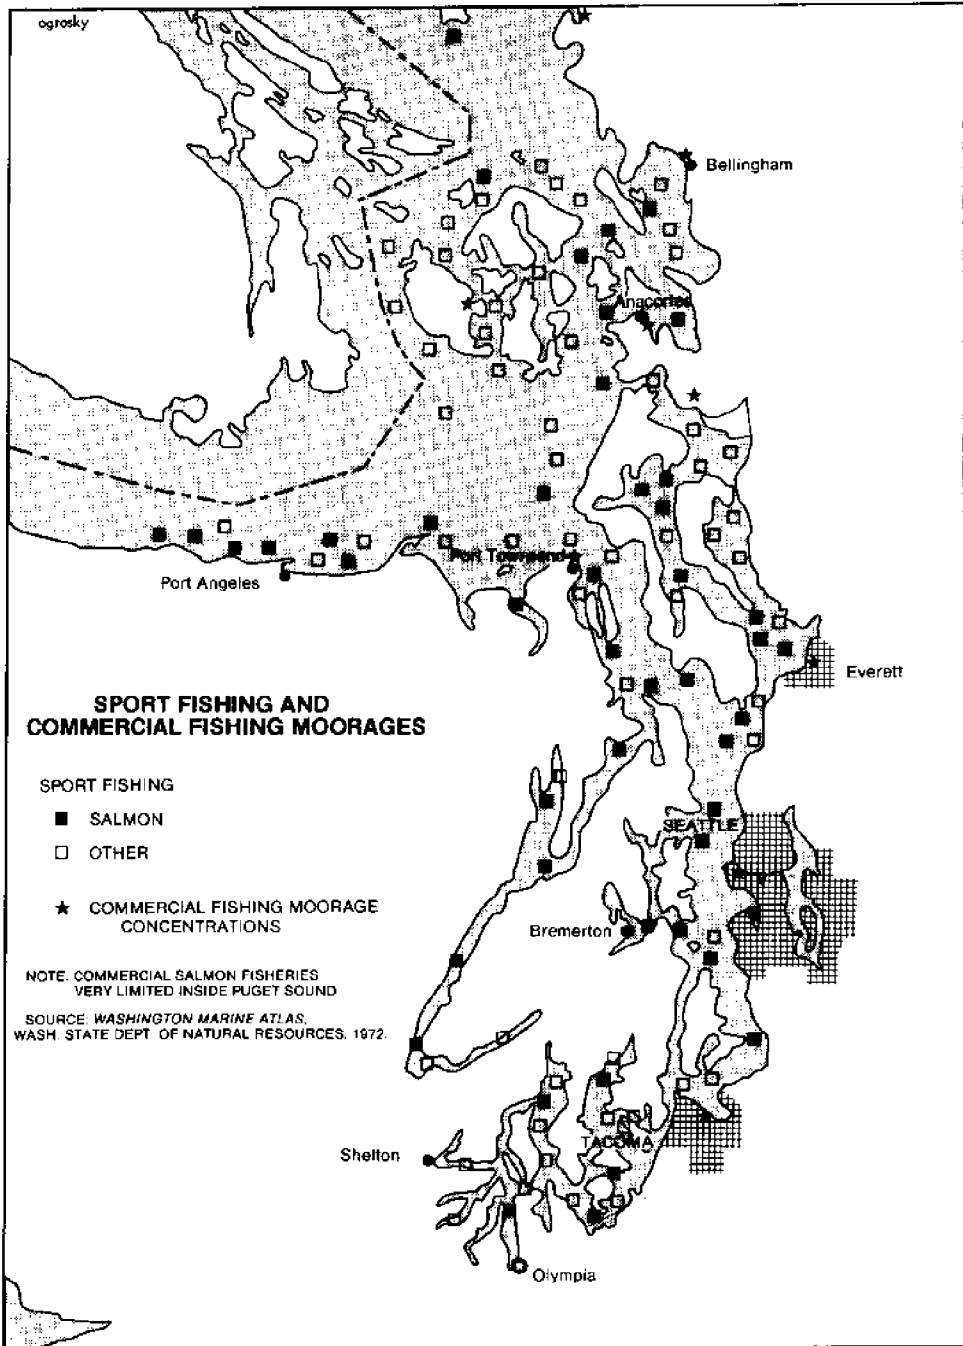 ogrosky
Bellingham
Anacortes
Port Townsend
Port Angeles
Everett
SPORT FISHING AND
COMMERCIAL FISHING MOORAGES
SPORT FISHING
SALMON
OTHER
COMMERCIAL FISHING MOORAGE
CONCENTRATIONS
SEATTLE
Bremerton
NOTE. COMMERCIAL SALMON FISHERIES
VERY LIMITED INSIDE PUGET SOUND
SOURCE: WASHINGTON MARINE ATLAS,
WASH. STATE DEPT OF NATURAL RESOURCES, 1972.
TACOMA
Shelton
Olympia